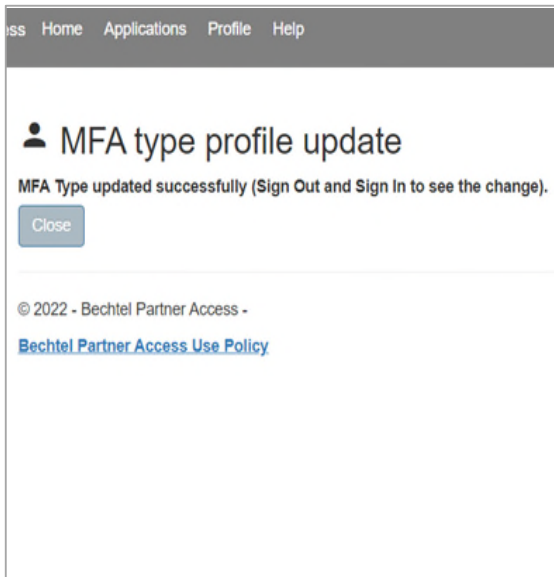 ess Home Applications Profile Help
MFA type profile update
MFA Type updated successfully (Sign Out and Sign In to see the change).
Close
© 2022 - Bechtel Partner Access -
Bechtel Partner Access Use Policy